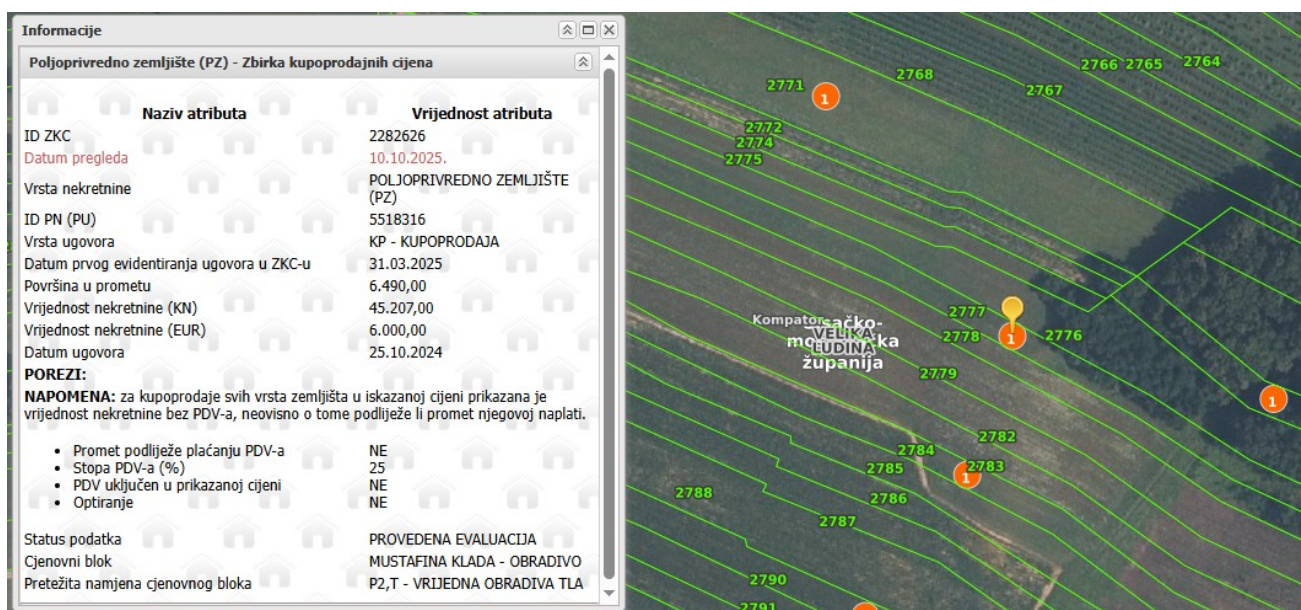 Informacije
Poljoprivredno zemljište (PZ) - Zbirka kupoprodajnih cijena
Naziv atributa Vrijednost atributa
ID ZKC 2282626
Datum pregleda 10.10.2025.
Vrsta nekretnine POLJOPRIVREDNO ZEMLJIŠTE
(PZ)
ID PN (PU) 5518316
Vrsta ugovora KP - KUPOPRODAJA
Datum prvog evidentiranja ugovora u ZKC-u 31.03.2025
Površina u prometu 6.490,00
Vrijednost nekretnine (KN) 45.207,00
Vrijednost nekretnine (EUR) 6.000,00
Datum ugovora 25.10.2024
POREZI:
NAPOMENA: za kupoprodaje svih vrsta zemljišta u iskazanoj cijeni prikazana je
vrijednost nekretnine bez PDV-a, neovisno o tome podliježe li promet njegovoj naplati.
• Promet podliježe plaćanju PDV-a NE
• Stopa PDV-a (%) 25
• PDV uključen u prikazanoj cijeni NE
• Optiranje NE
Status podatka PROVEDENA EVALUACIJA
Cjenovni blok MUSTAFINA KLADA - OBRADIVO
Pretežita namjena cjenovnog bloka P2,T - VRIJEDNA OBRADIVA TLA
2766 2765 2764
2768
2771
2767
1
2772
2774
2775
2777
2778
1
2776
Kompator
VELIKA
LUDINA
županija
2779
1
2782
2784
2783
2785
1
2788
2786
2787
2790
2791